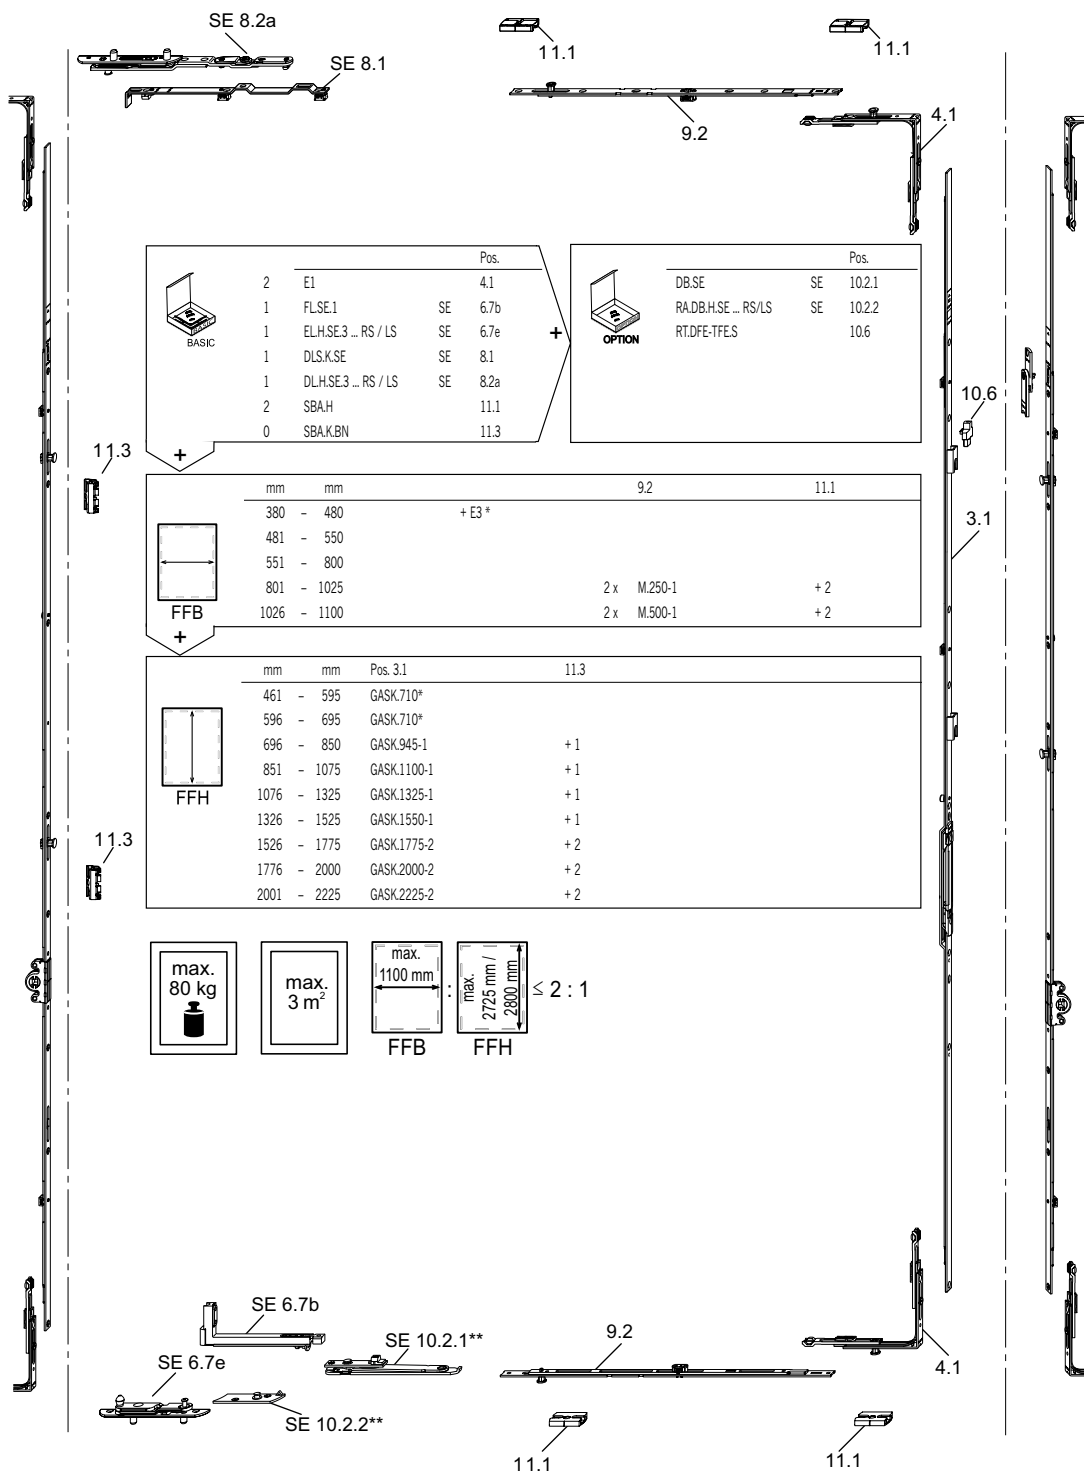 SE 8.2a
SE 8.1
11.1
11.1
9.2
4.1
Pos.
2 E1 4.1
1 FL.SE.1 SE 6.7b
1 EL.H.SE.3 ... RS / LS SE 6.7e
1 DLS.K.SE SE 8.1
1 DL.H.SE.3 ... RS / LS SE 8.2a
2 SBA.H 11.1
0 SBA.K.BN 11.3
BASIC
+
Pos.
DB.SE SE 10.2.1
RA.DB.H.SE ... RS/LS SE 10.2.2
RT.DFE-TFE.S 10.6
OPTION
10.6
11.3
3.1
+
mm mm 9.2 11.1
380 – 480 + E3 *
481 – 550
551 – 800
801 – 1025 2 x M.250-1 + 2
1026 – 1100 2 x M.500-1 + 2
FFB
+
mm mm Pos. 3.1 11.3
461 – 595 GASK.710*
596 – 695 GASK.710*
696 – 850 GASK.945-1 + 1
851 – 1075 GASK.1100-1 + 1
1076 – 1325 GASK.1325-1 + 1
1326 – 1525 GASK.1550-1 + 1
1526 – 1775 GASK.1775-2 + 2
1776 – 2000 GASK.2000-2 + 2
2001 – 2225 GASK.2225-2 + 2
FFH
11.3
max.
80 kg
max.
3 m²
max.
1100 mm
FFB
:
max.
2725 mm /
2800 mm
FFH
≤ 2 : 1
SE 6.7b
SE 10.2.1**
SE 6.7e
SE 10.2.2**
9.2
4.1
11.1
11.1